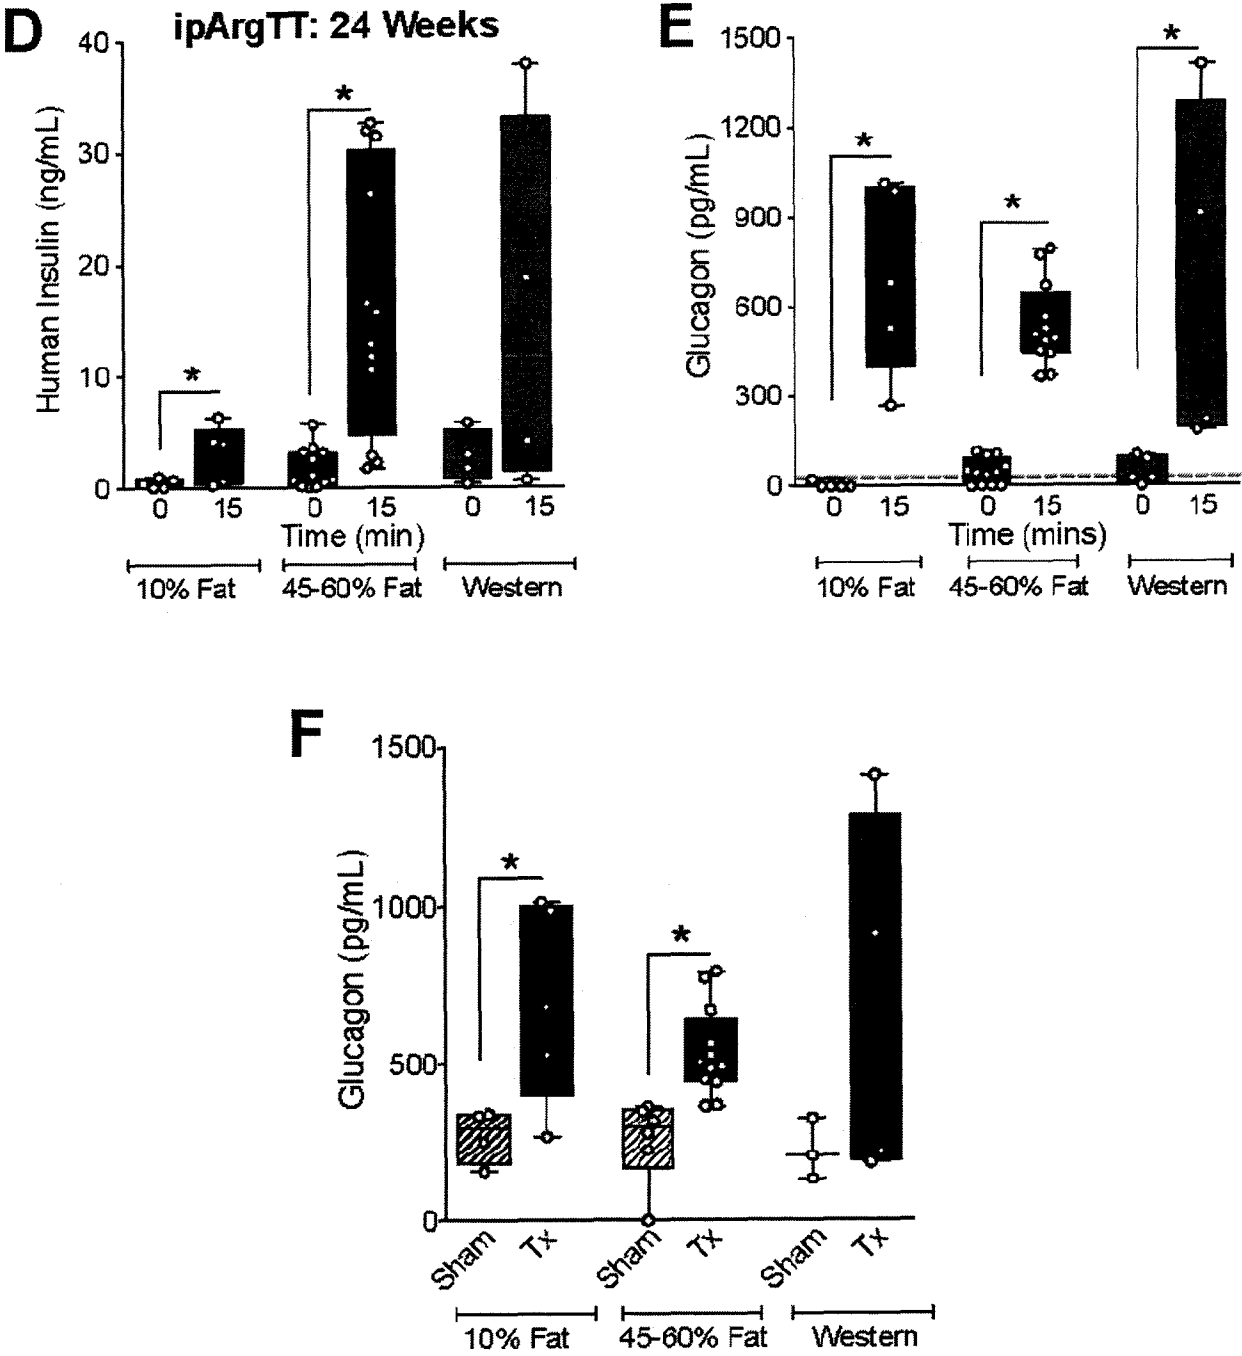 D
ipArgTT: 24 Weeks
Human Insulin (ng/mL)
40
30
20
10
0
*
*
0 15 0 15 0 15
Time (min)
10% Fat 45-60% Fat Western
E
Glucagon (pg/mL)
1500
1200
900
600
300
0
*
*
*
0 15 0 15 0 15
Time (mins)
10% Fat 45-60% Fat Western
F
Glucagon (pg/mL)
1500
1000
500
0
*
*
Sham Tx Sham Tx Sham Tx
10% Fat 45-60% Fat Western